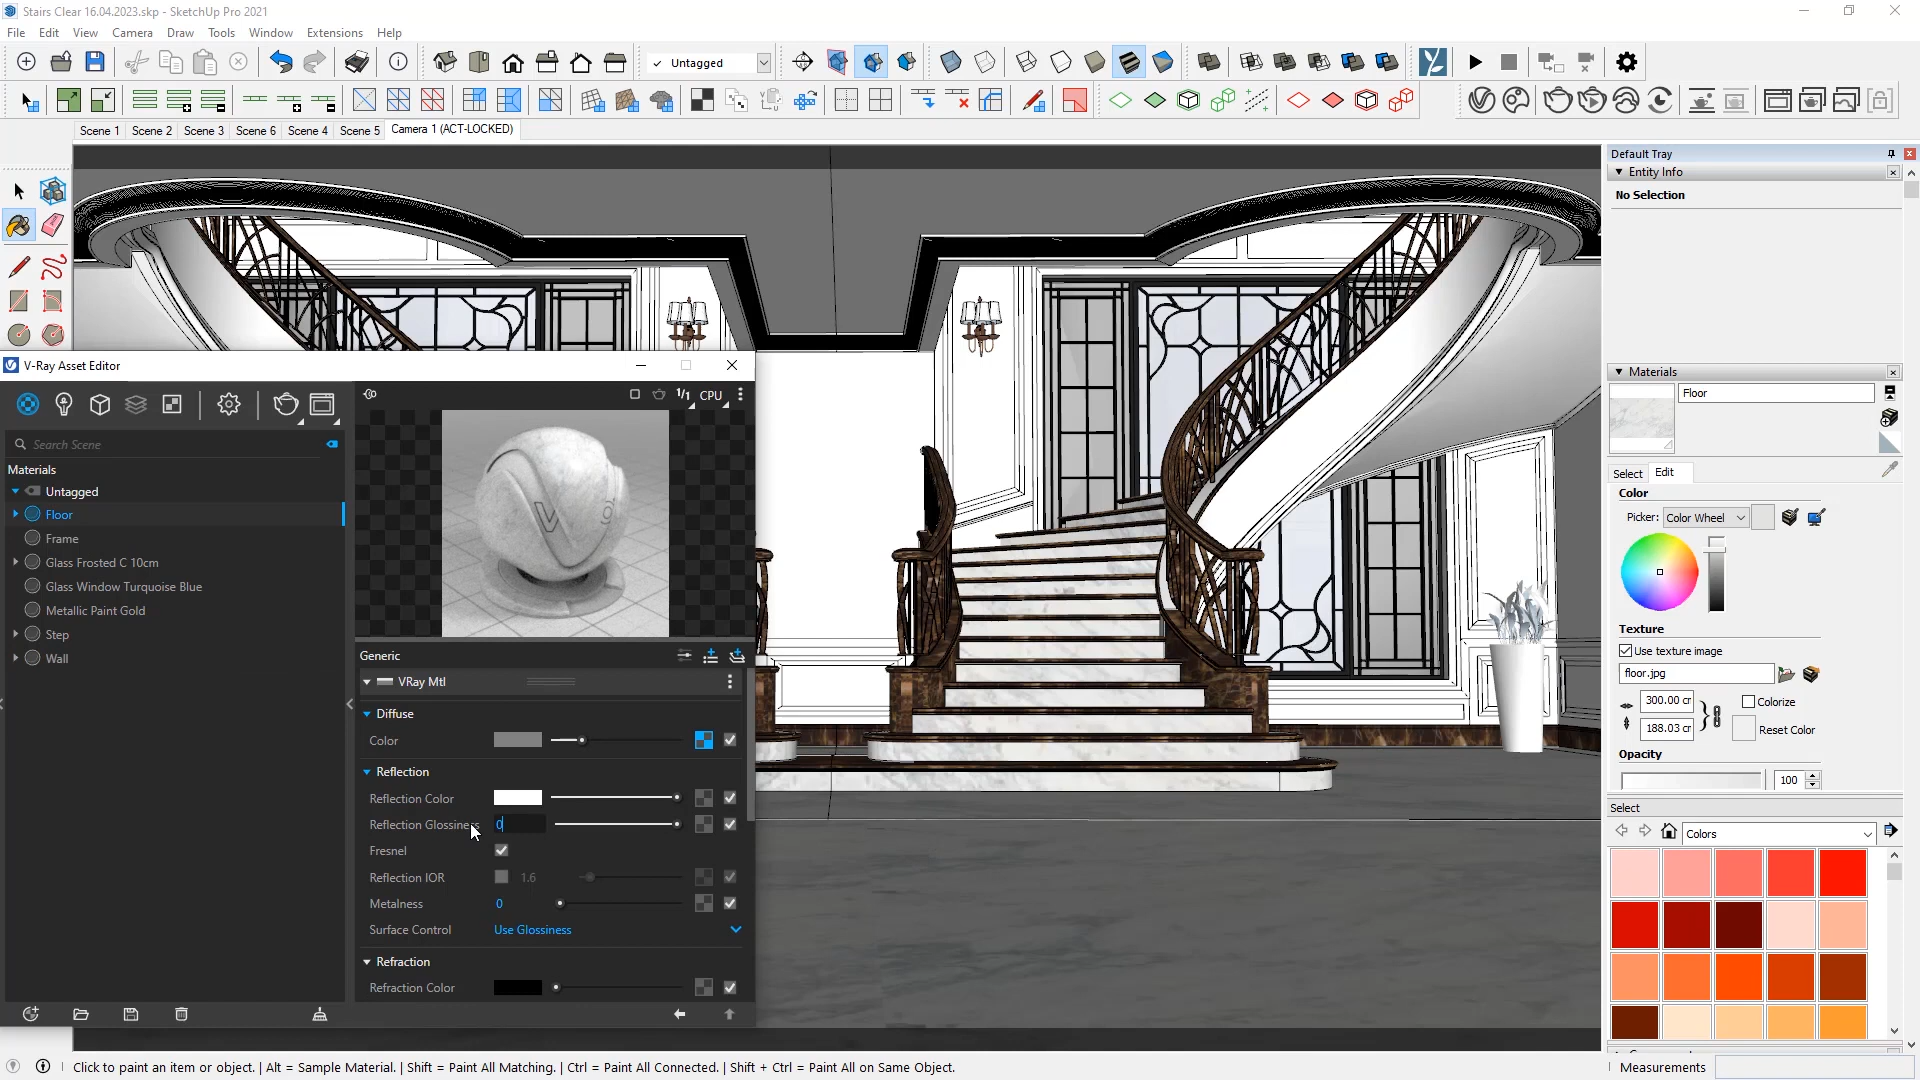 Stairs Clear 16.04.2023.skp - SketchUp Pro 2021
File Edit View Camera Draw Tools Window Extensions Help
Untagged
Scene 1 Scene 2 Scene 3 Scene 6 Scene 4 Scene 5 Camera 1 (ACT-LOCKED)
Default Tray
Entity Info
No Selection
V-Ray Asset Editor
1/1 CPU
Search Scene
Materials
Untagged
Floor
Frame
Glass Frosted C 10cm
Glass Window Turquoise Blue
Metallic Paint Gold
Step
Wall
Generic
VRay Mtl
Diffuse
Color
Reflection
Reflection Color
Reflection Glossiness 0
Fresnel
Reflection IOR 1.6
Metalness 0
Surface Control Use Glossiness
Refraction
Refraction Color
Materials
Floor
Select Edit
Color
Picker: Color Wheel
Texture
Use texture image
floor.jpg
300.00 cr
Colorize
188.03 cr
Reset Color
Opacity
100
Select
Colors
Click to paint an item or object. | Alt = Sample Material. | Shift = Paint All Matching. | Ctrl = Paint All Connected. | Shift + Ctrl = Paint All on Same Object.
Measurements